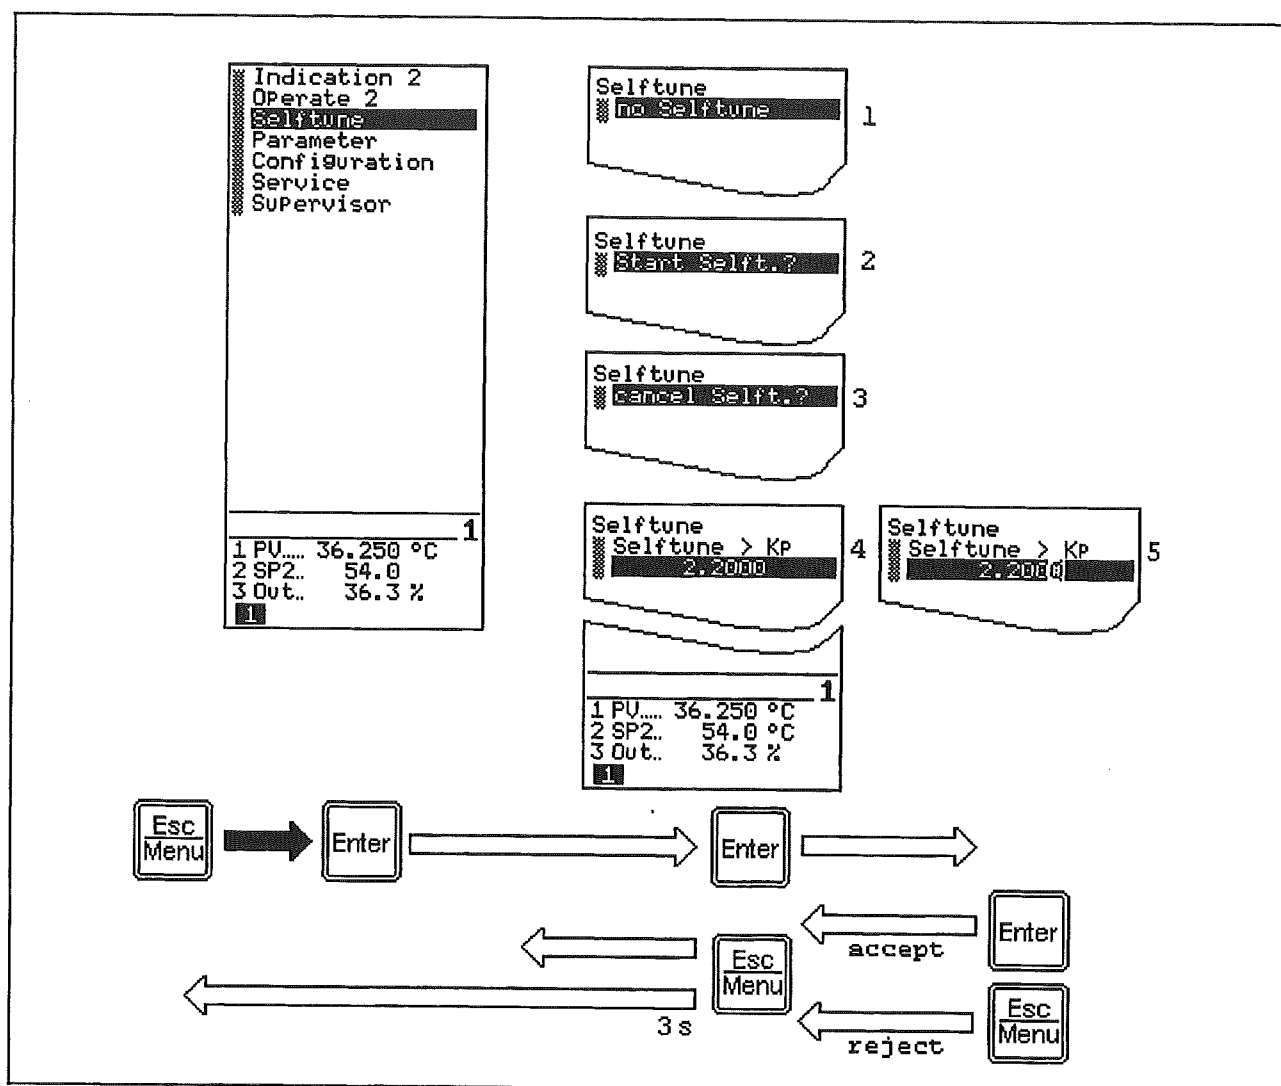 Indication 2
Operate 2
Selftune
Parameter
Configuration
Service
Supervisor
1
1 PV..... 36.250 °C
2 SP2.. 54.0
3 Out.. 36.3 %
1
Selftune
no Selftune
1
Selftune
Start Selft.?
2
Selftune
cancel Selft.?
3
Selftune
Selftune > Kp
2.2000
4
Selftune
Selftune > Kp
2.2000
5
1
1 PV..... 36.250 °C
2 SP2.. 54.0 °C
3 Out.. 36.3 %
1
Esc
Menu
Enter
Enter
accept
Enter
Esc
Menu
3 s
reject
Esc
Menu